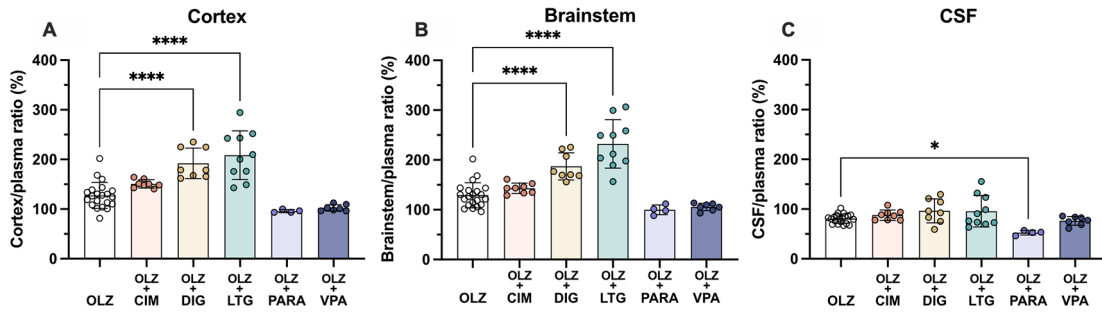 A
Cortex
****
****
Cortex/plasma ratio (%)
400
300
200
100
0
OLZ
OLZ
+
CIM
OLZ
+
DIG
OLZ
+
LTG
OLZ
+
PARA
OLZ
+
VPA
B
Brainstem
****
****
Brainstem/plasma ratio (%)
400
300
200
100
0
OLZ
OLZ
+
CIM
OLZ
+
DIG
OLZ
+
LTG
OLZ
+
PARA
OLZ
+
VPA
C
CSF
*
CSF/plasma ratio (%)
400
300
200
100
0
OLZ
OLZ
+
CIM
OLZ
+
DIG
OLZ
+
LTG
OLZ
+
PARA
OLZ
+
VPA